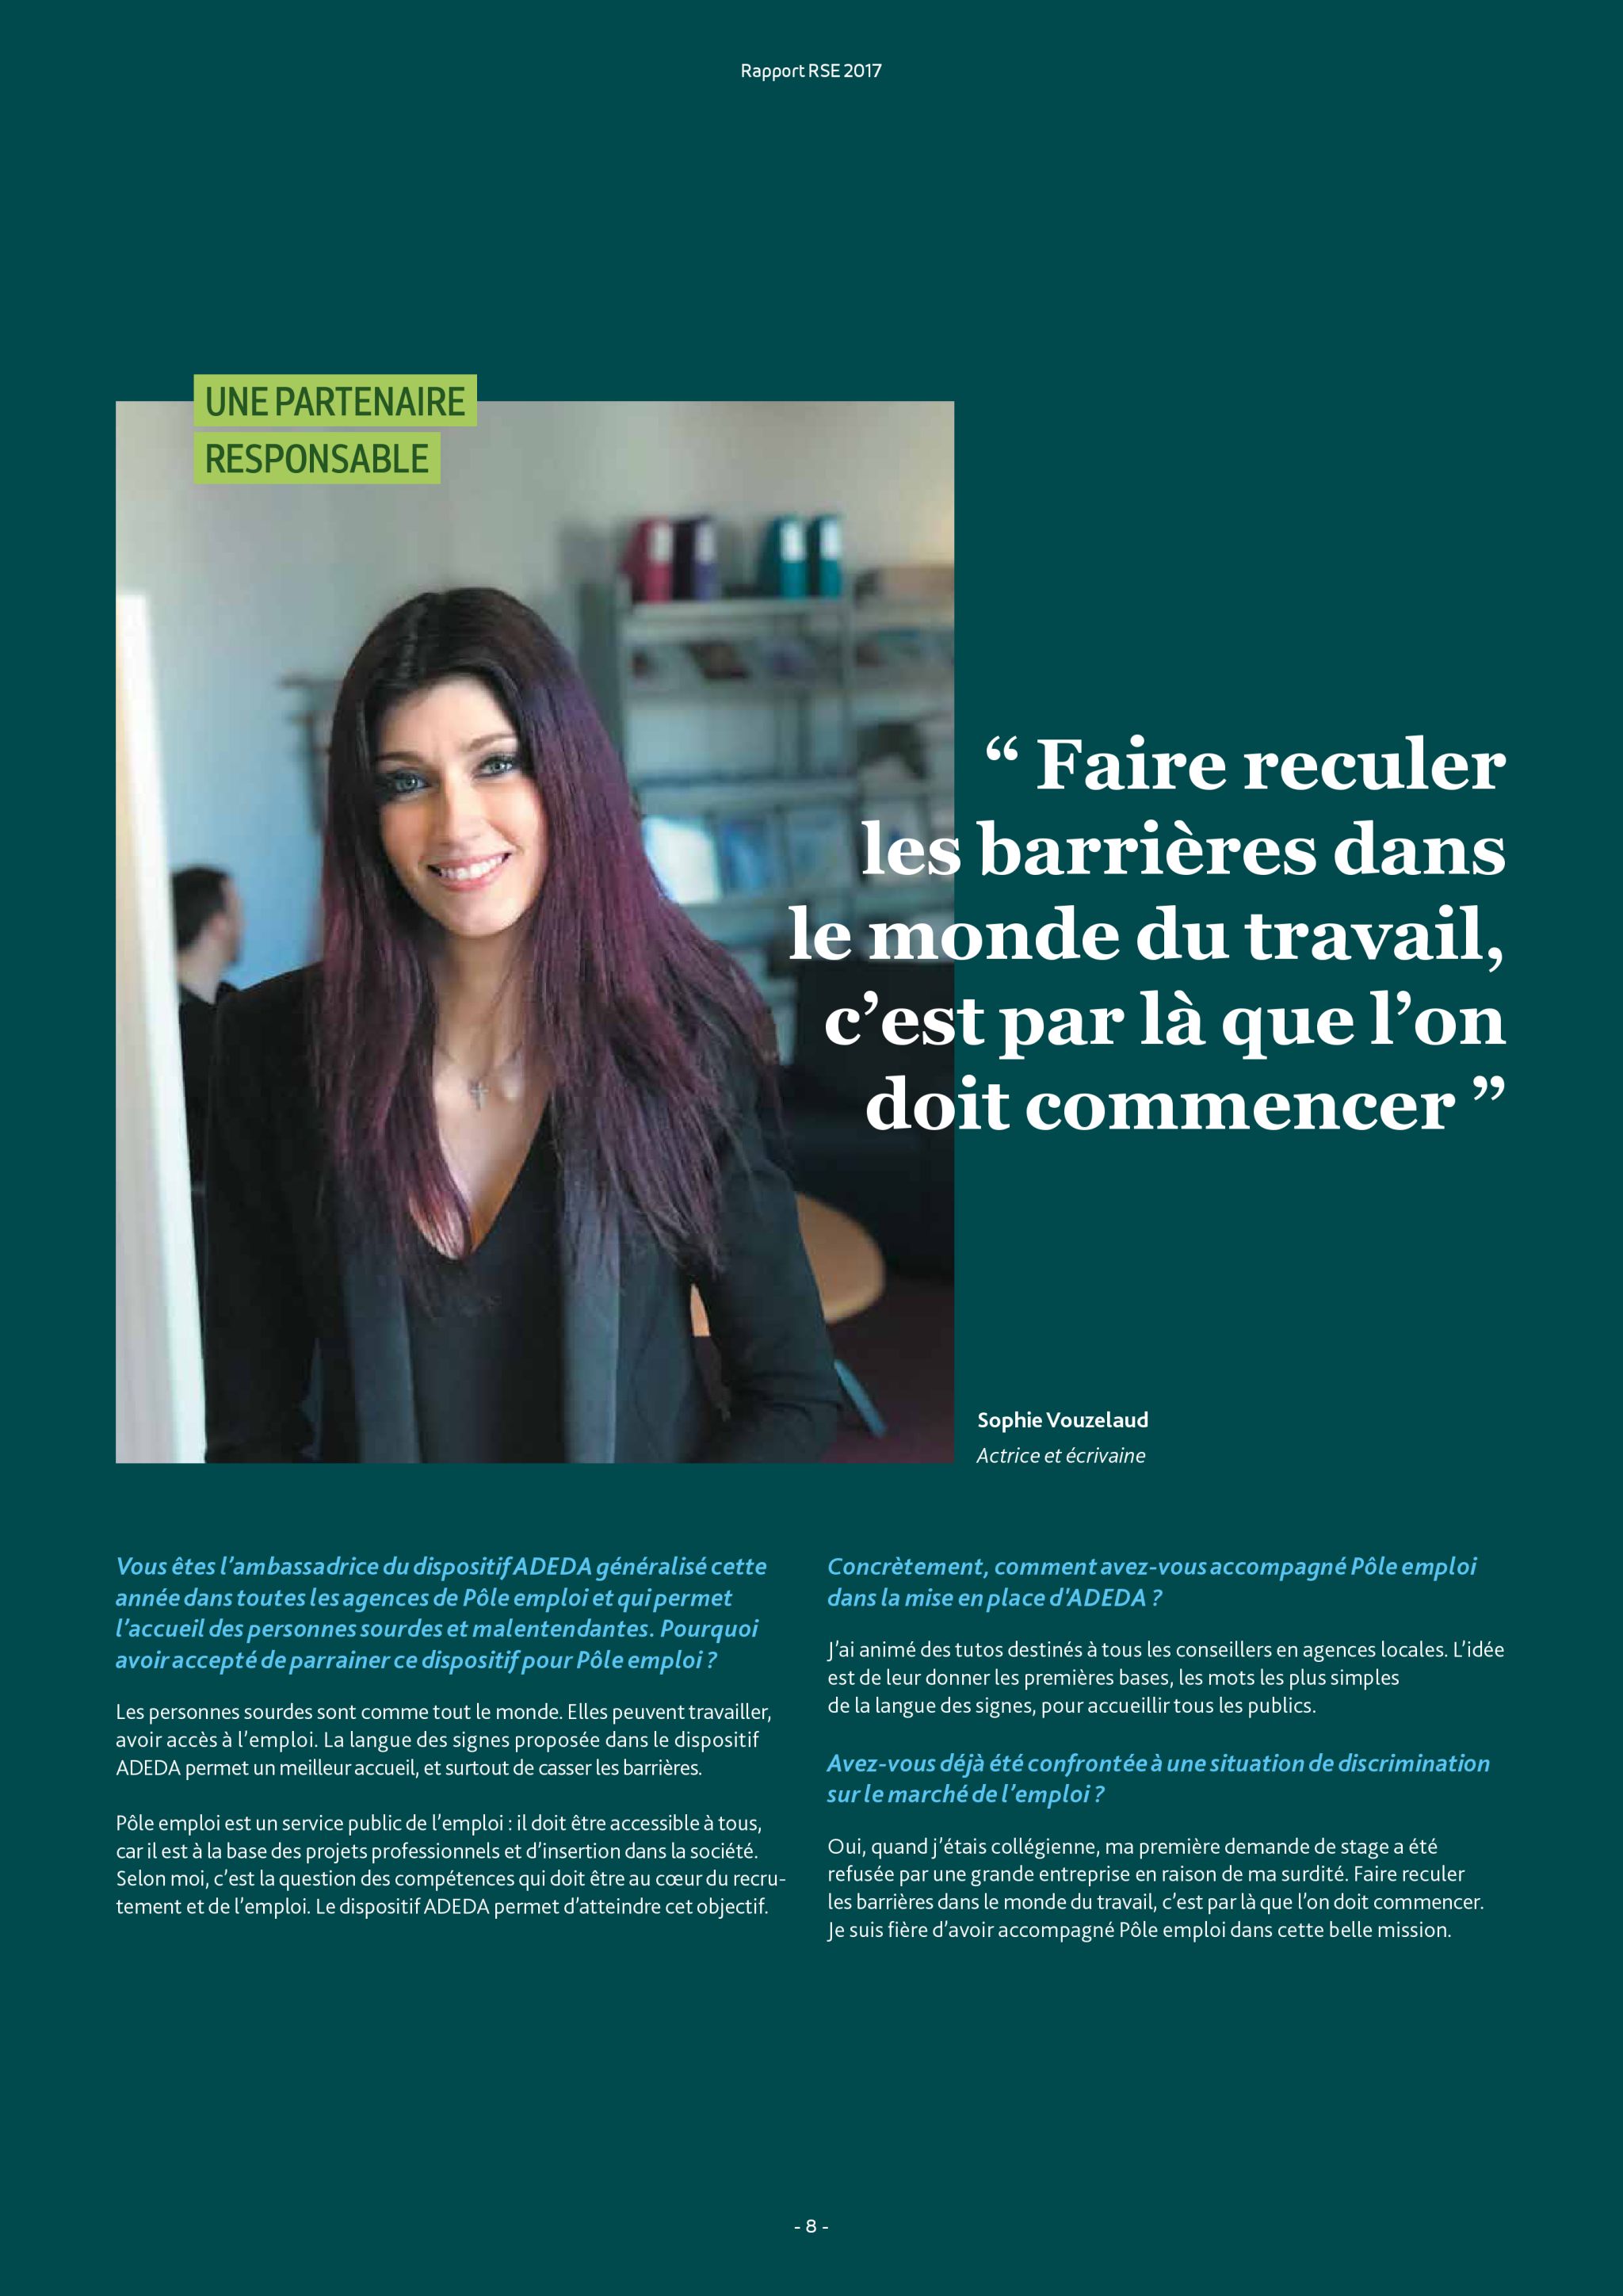 Rapport RSE 2017
UNE PARTENAIRE
RESPONSABLE
“ Faire reculer
les barrières dans
le monde du travail,
c’est par là que l’on
doit commencer ”
Sophie Vouzelaud
Actrice et écrivaine
Vous êtes l’ambassadrice du dispositif ADEDA généralisé cette
année dans toutes les agences de Pôle emploi et qui permet
l’accueil des personnes sourdes et malentendantes. Pourquoi
avoir accepté de parrainer ce dispositif pour Pôle emploi ?
Les personnes sourdes sont comme tout le monde. Elles peuvent travailler,
avoir accès à l’emploi. La langue des signes proposée dans le dispositif
ADEDA permet un meilleur accueil, et surtout de casser les barrières.
Pôle emploi est un service public de l’emploi : il doit être accessible à tous,
car il est à la base des projets professionnels et d’insertion dans la société.
Selon moi, c’est la question des compétences qui doit être au cœur du recru-
tement et de l’emploi. Le dispositif ADEDA permet d’atteindre cet objectif.
Concrètement, comment avez-vous accompagné Pôle emploi
dans la mise en place d'ADEDA ?
J’ai animé des tutos destinés à tous les conseillers en agences locales. L’idée
est de leur donner les premières bases, les mots les plus simples
de la langue des signes, pour accueillir tous les publics.
Avez-vous déjà été confrontée à une situation de discrimination
sur le marché de l’emploi ?
Oui, quand j’étais collégienne, ma première demande de stage a été
refusée par une grande entreprise en raison de ma surdité. Faire reculer
les barrières dans le monde du travail, c’est par là que l’on doit commencer.
Je suis fière d’avoir accompagné Pôle emploi dans cette belle mission.
- 8 -